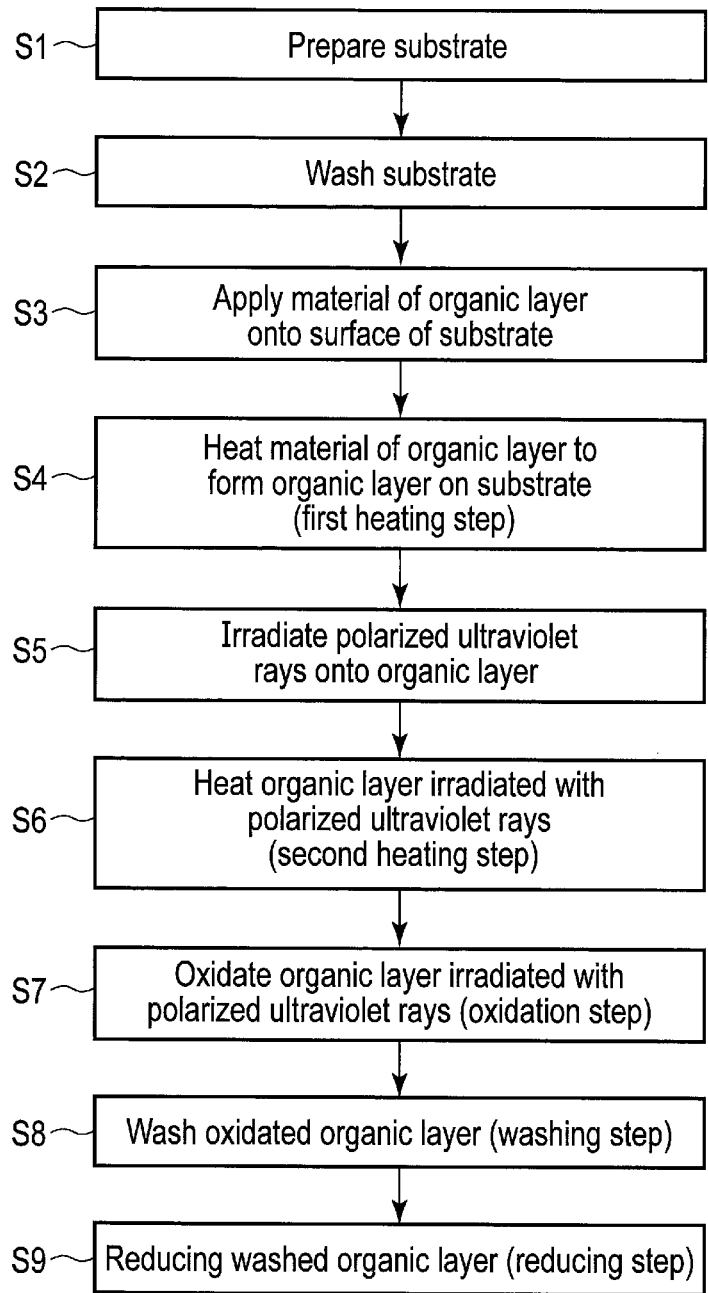 S1
Prepare substrate
S2
Wash substrate
S3
Apply material of organic layer
onto surface of substrate
S4
Heat material of organic layer to
form organic layer on substrate
(first heating step)
S5
Irradiate polarized ultraviolet
rays onto organic layer
S6
Heat organic layer irradiated with
polarized ultraviolet rays
(second heating step)
S7
Oxidate organic layer irradiated with
polarized ultraviolet rays (oxidation step)
S8
Wash oxidated organic layer (washing step)
S9
Reducing washed organic layer (reducing step)